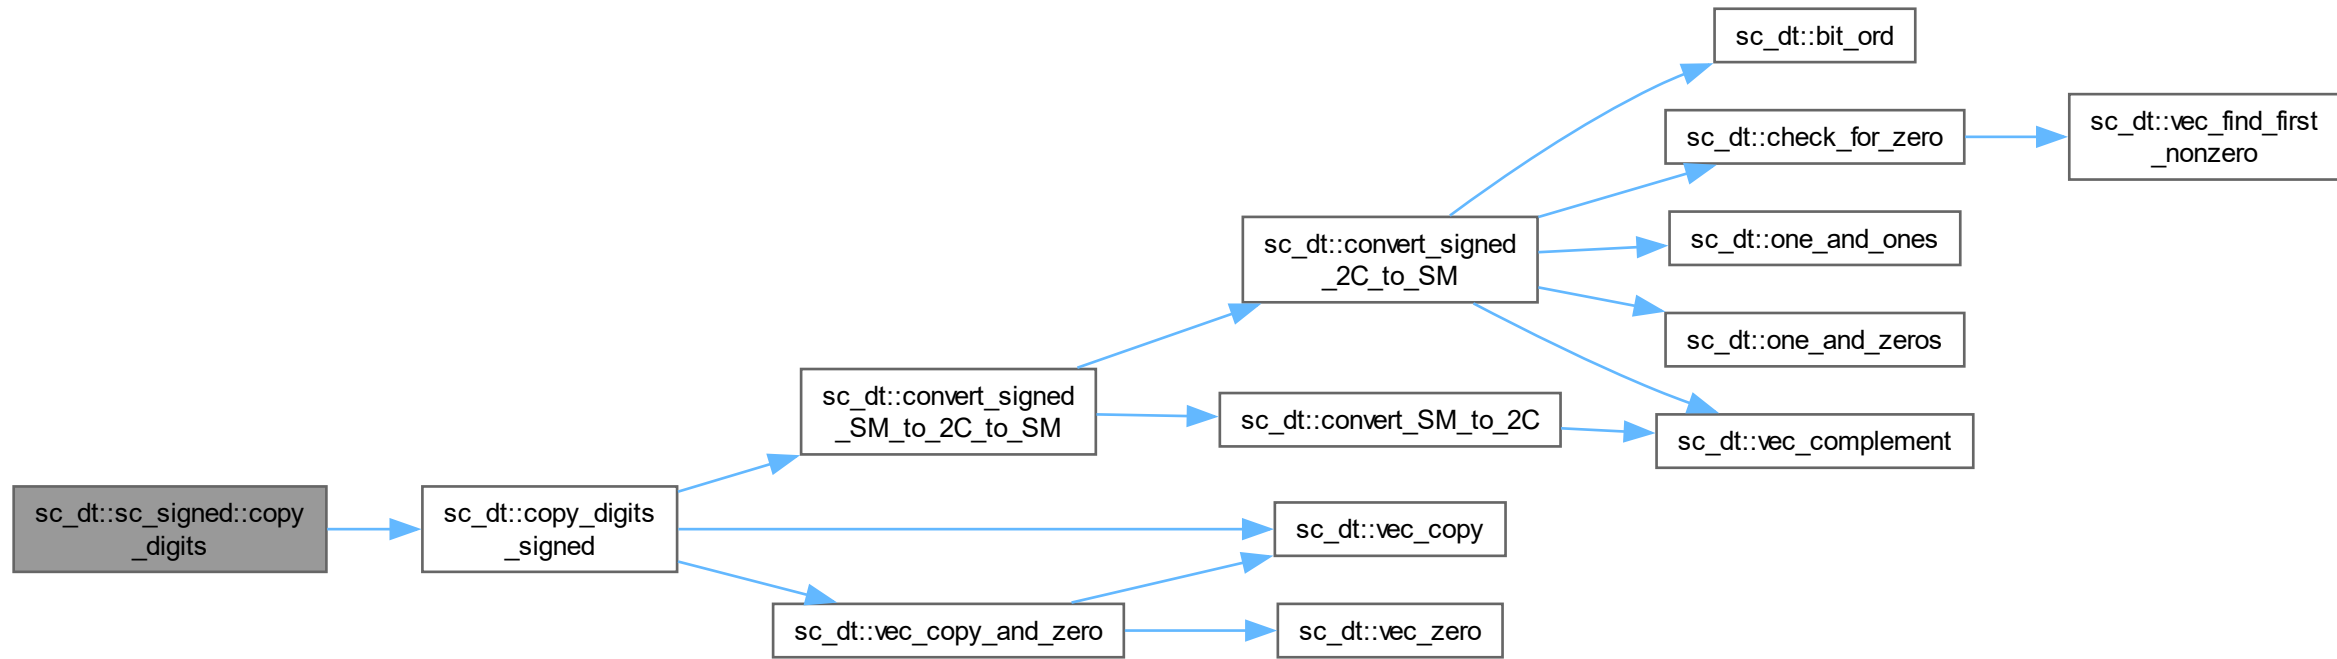 sc_dt::bit_ord
sc_dt::check_for_zero
sc_dt::vec_find_first
_nonzero
sc_dt::convert_signed
_2C_to_SM
sc_dt::one_and_ones
sc_dt::one_and_zeros
sc_dt::convert_signed
_SM_to_2C_to_SM
sc_dt::convert_SM_to_2C
sc_dt::vec_complement
sc_dt::sc_signed::copy
_digits
sc_dt::copy_digits
_signed
sc_dt::vec_copy
sc_dt::vec_copy_and_zero
sc_dt::vec_zero